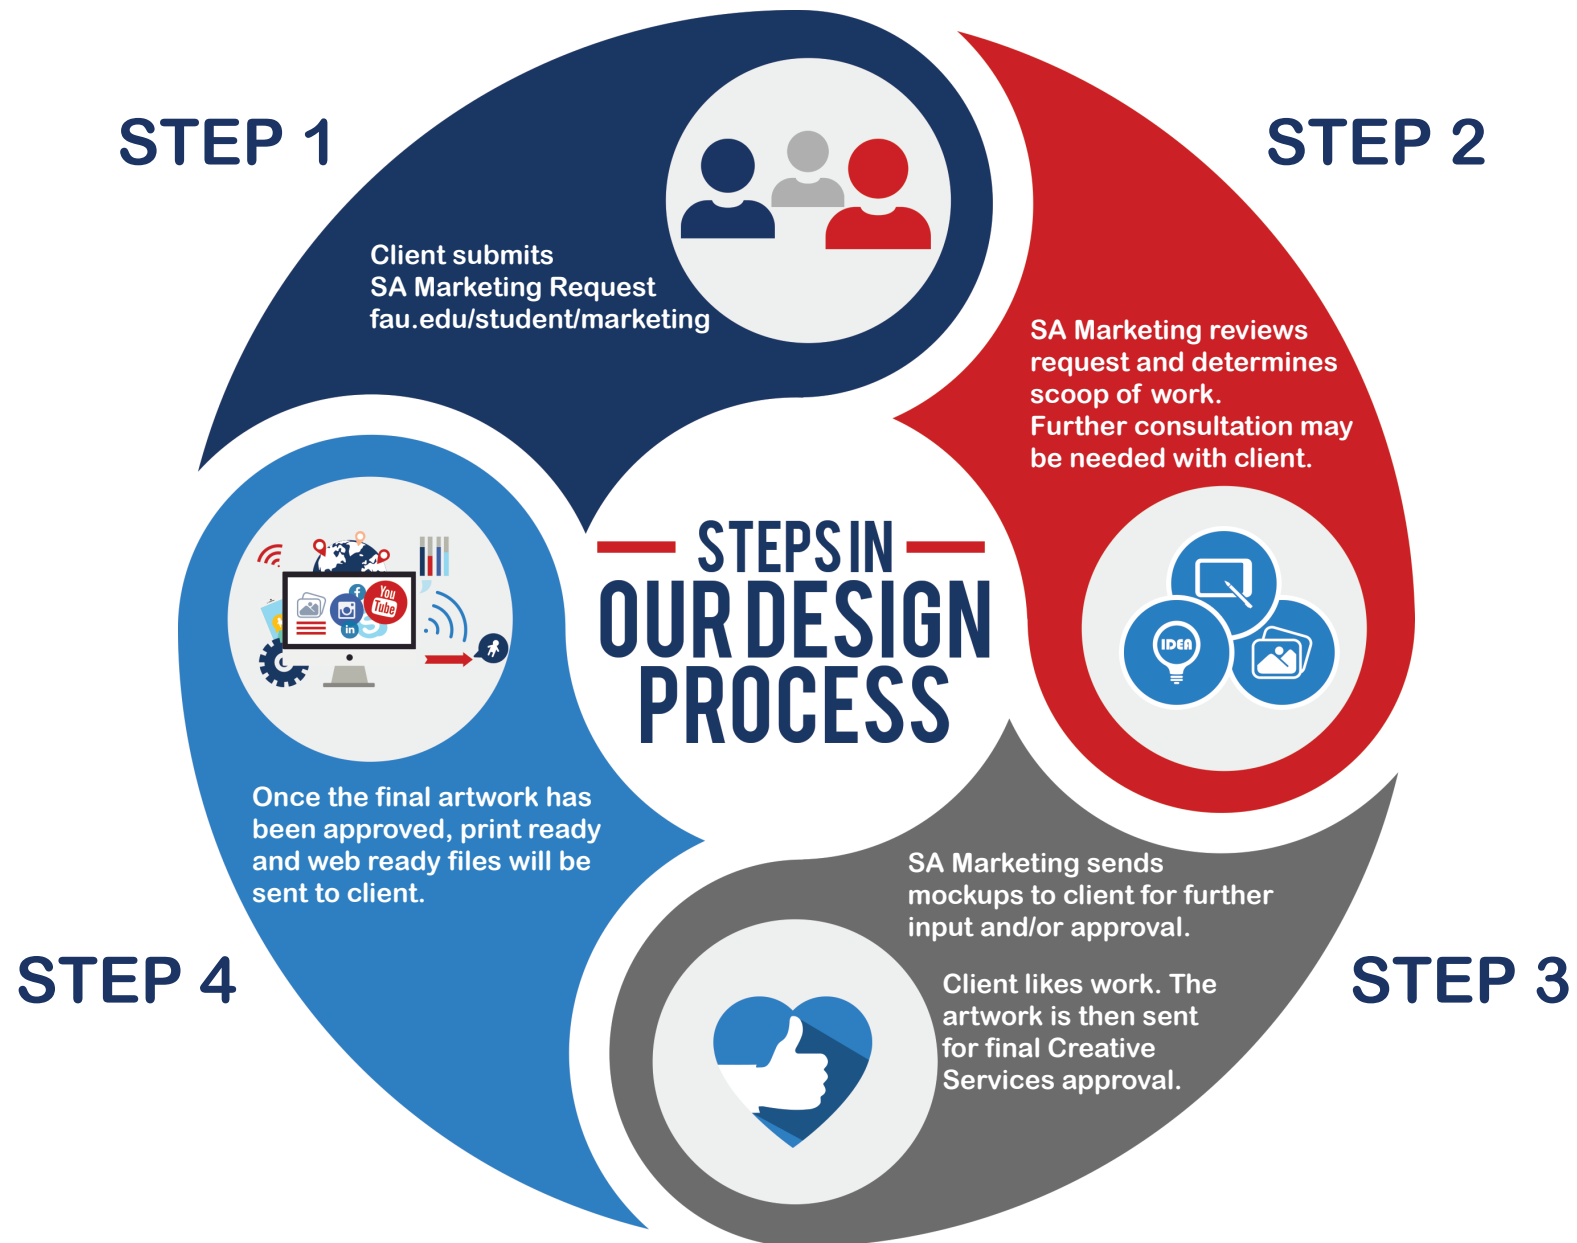 STEP 1
Client submits
SA Marketing Request
fau.edu/student/marketing
STEP 2
SA Marketing reviews
request and determines
scoop of work.
Further consultation may
be needed with client.
IDEA
STEPS IN
OUR DESIGN
PROCESS
STEP 3
SA Marketing sends
mockups to client for further
input and/or approval.
Client likes work. The
artwork is then sent
for final Creative
Services approval.
STEP 4
You
Tube
f
in
S
Once the final artwork has
been approved, print ready
and web ready files will be
sent to client.